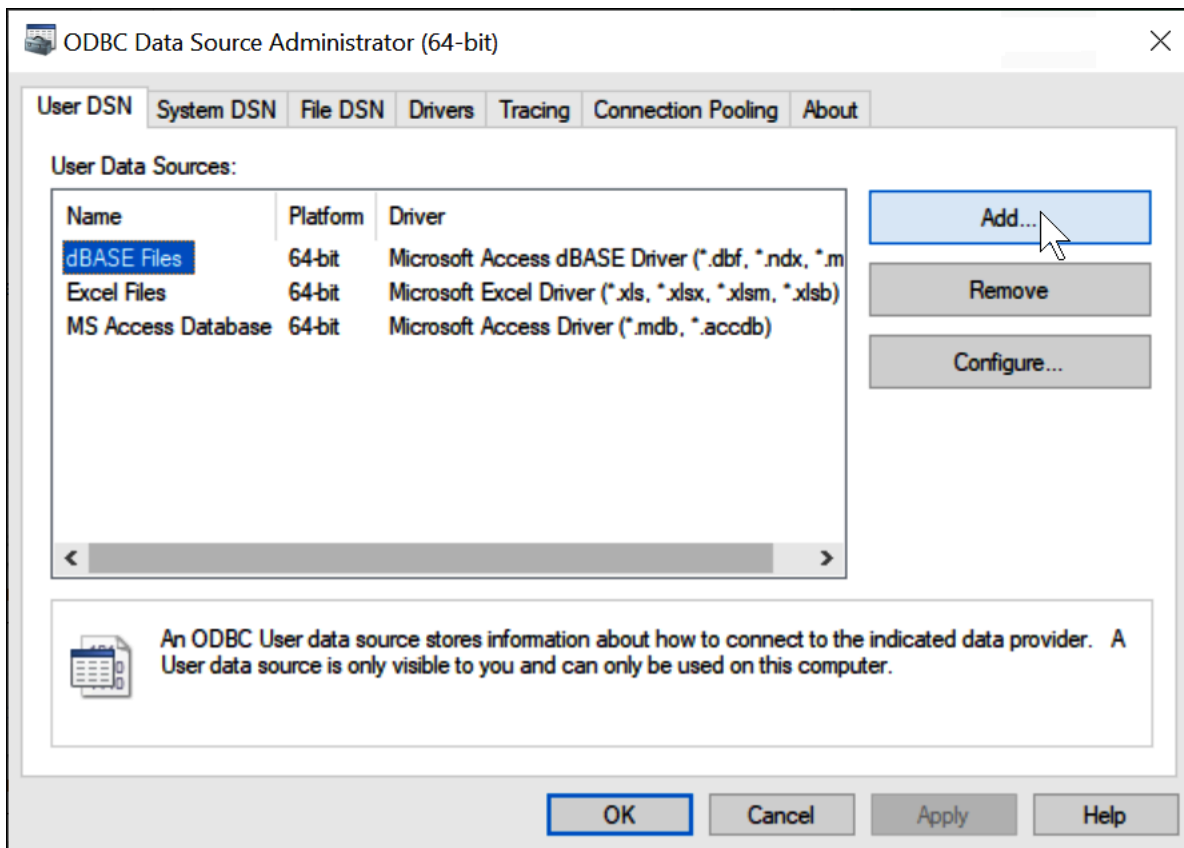 ODBC Data Source Administrator (64-bit)
User DSN System DSN File DSN Drivers Tracing Connection Pooling About
User Data Sources:
Name Platform Driver
dBASE Files 64-bit Microsoft Access dBASE Driver (*.dbf, *.ndx, *.m
Excel Files 64-bit Microsoft Excel Driver (*.xls, *.xlsx, *.xlsm, *.xlsb)
MS Access Database 64-bit Microsoft Access Driver (*.mdb, *.accdb)
Add...
Remove
Configure...
An ODBC User data source stores information about how to connect to the indicated data provider. A
User data source is only visible to you and can only be used on this computer.
OK Cancel Apply Help